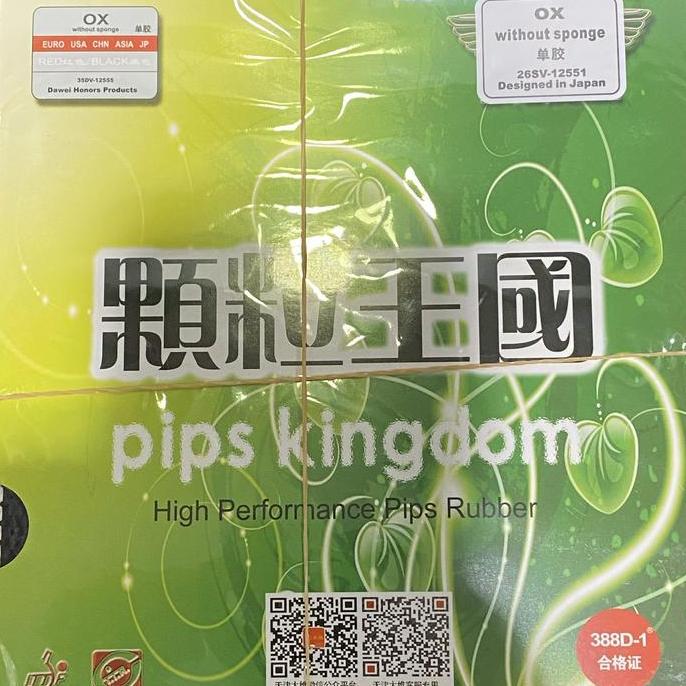 OX
without sponge 单胶
EURO USA CHN ASIA JP
RED红色/BLACK黑色
35DV-12555
Dawei Honors Products
OX
without sponge
单胶
26SV-12551
Designed in Japan
顆粒王國
pips kingdom
High Performance Pips Rubber
388D-1
合格证